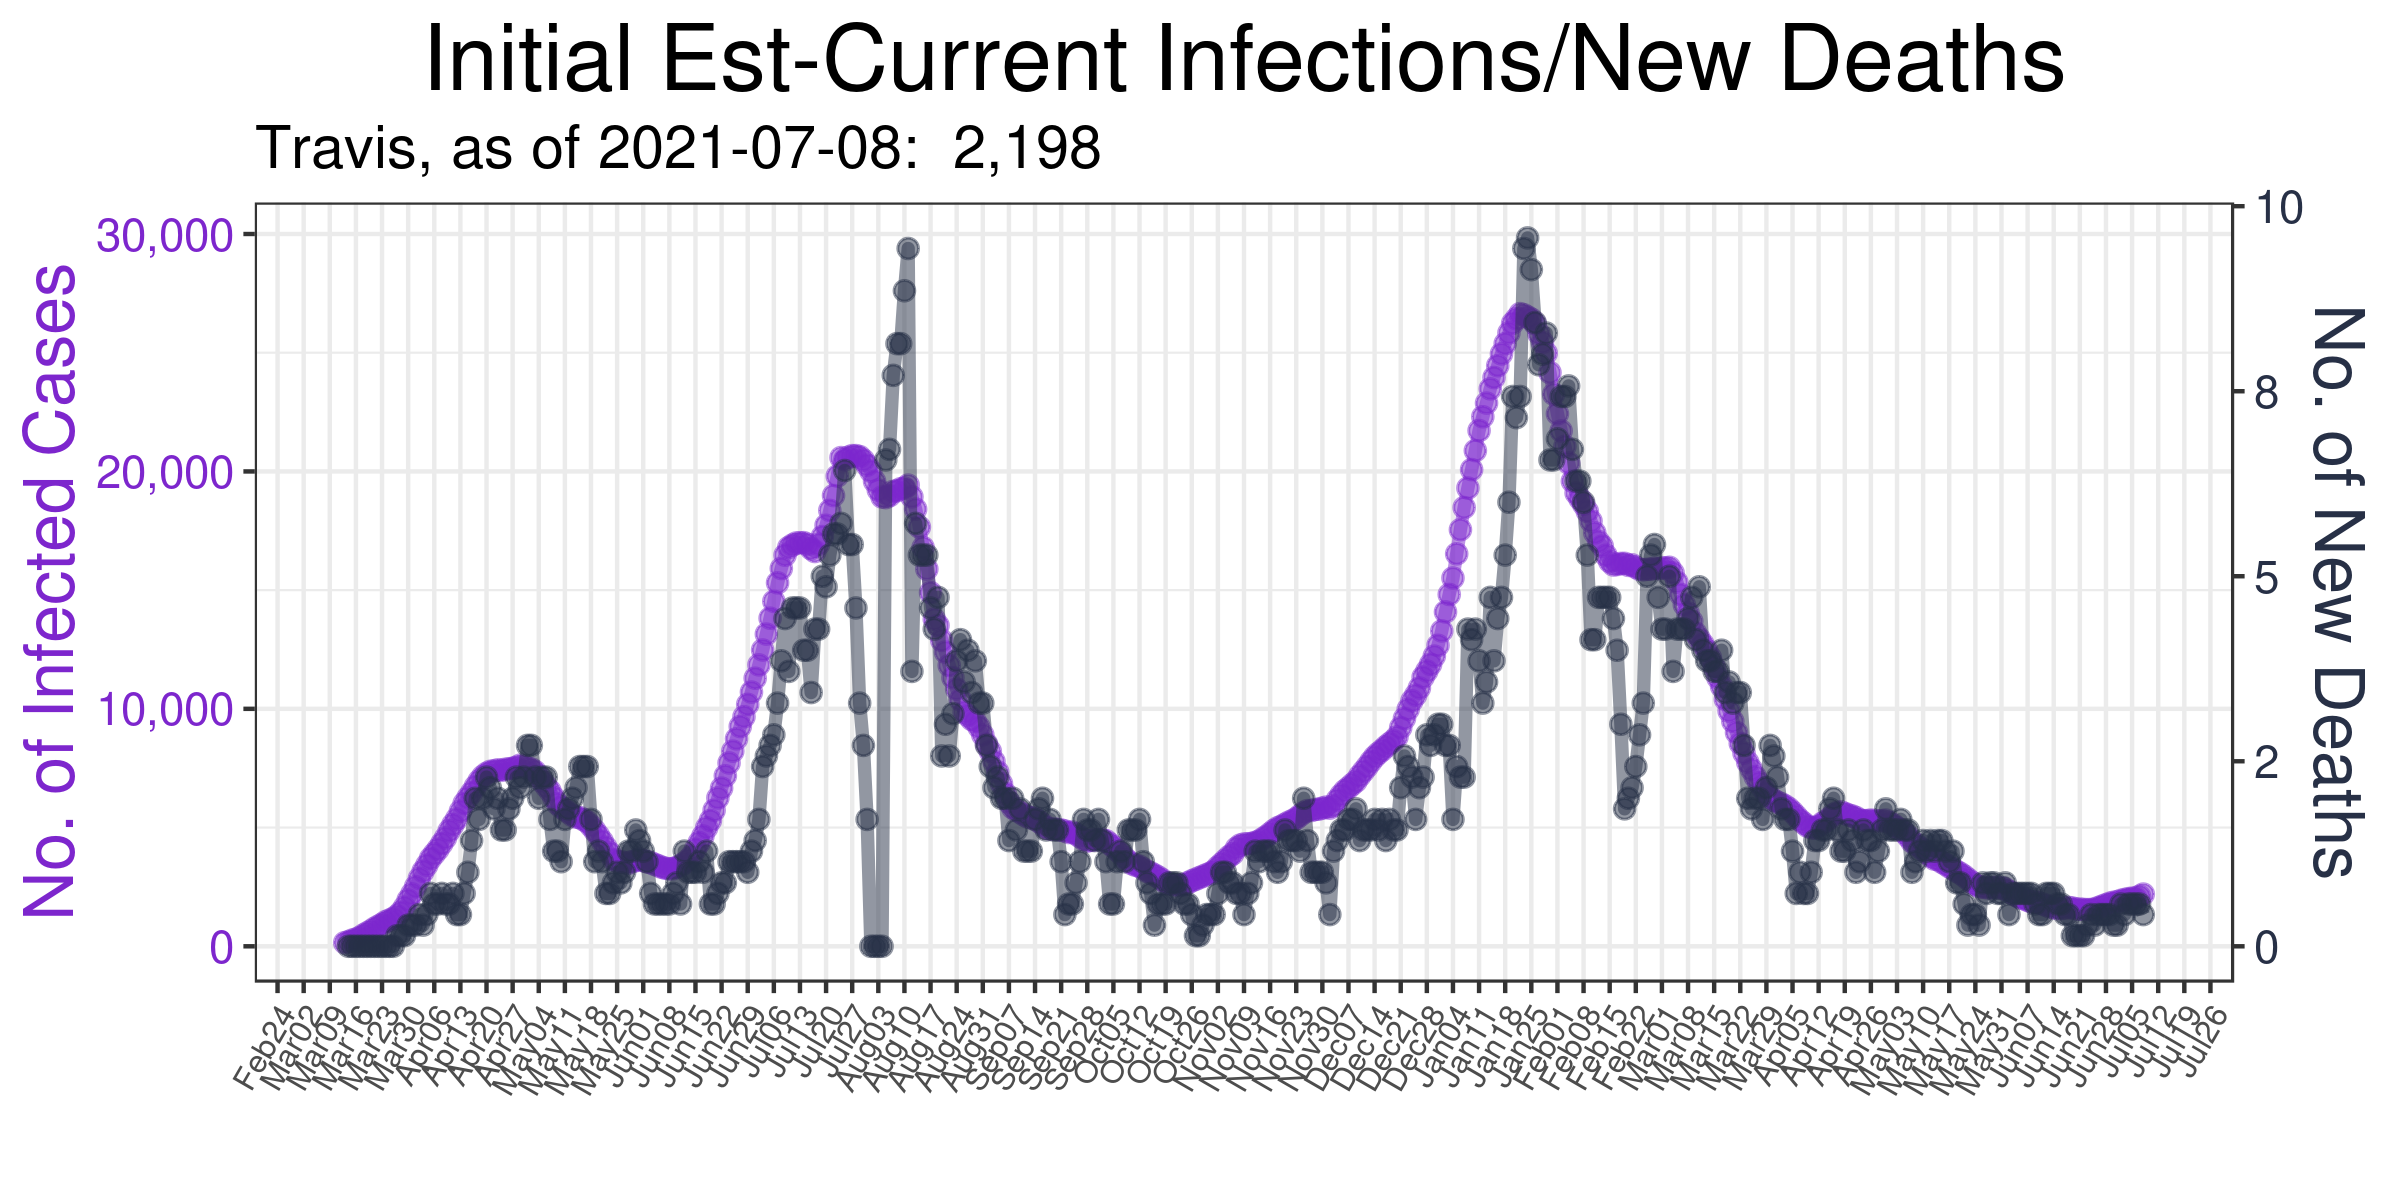 Initial Est-Current Infections/New Deaths
Travis, as of 2021-07-08:  2,198
No. of Infected Cases
30,000
20,000
10,000
0
10
8
5
2
0
No. of New Deaths
Feb24
Mar02
Mar09
Mar16
Mar23
Mar30
Apr06
Apr13
Apr20
Apr27
May04
May11
May18
May25
Jun01
Jun08
Jun15
Jun22
Jun29
Jul06
Jul13
Jul20
Jul27
Aug03
Aug10
Aug17
Aug24
Aug31
Sep07
Sep14
Sep21
Sep28
Oct05
Oct12
Oct19
Oct26
Nov02
Nov09
Nov16
Nov23
Nov30
Dec07
Dec14
Dec21
Dec28
Jan04
Jan11
Jan18
Jan25
Feb01
Feb08
Feb15
Feb22
Mar01
Mar08
Mar15
Mar22
Mar29
Apr05
Apr12
Apr19
Apr26
May03
May10
May17
May24
May31
Jun07
Jun14
Jun21
Jun28
Jul05
Jul12
Jul19
Jul26